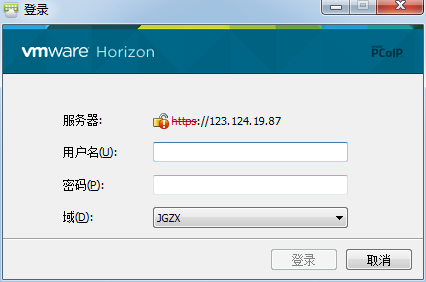 登录
vmware Horizon
PCoIP
服务器: https://123.124.19.87
用户名(U):
密码(P):
域(D): JGZX
登录 取消